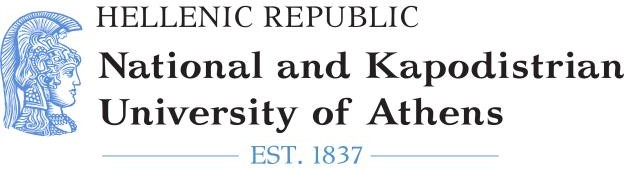 HELLENIC REPUBLIC
National and Kapodistrian
University of Athens
EST. 1837